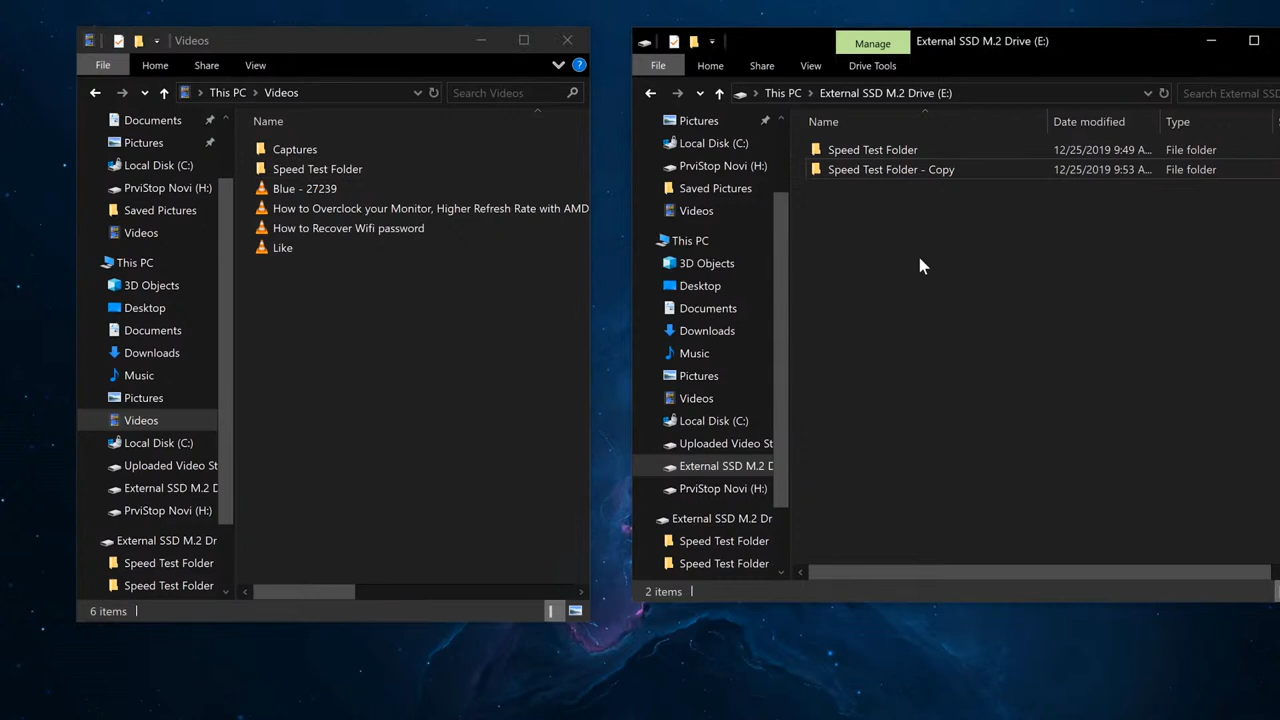 Videos
File Home Share View
This PC Videos Search Videos
Documents
Pictures
Local Disk (C:)
PrviStop Novi (H:)
Saved Pictures
Videos
This PC
3D Objects
Desktop
Documents
Downloads
Music
Pictures
Videos
Local Disk (C:)
Uploaded Video St
External SSD M.2 D
PrviStop Novi (H:)
External SSD M.2 Dr
Speed Test Folder
Speed Test Folder
Name
Captures
Speed Test Folder
Blue - 27239
How to Overclock your Monitor, Higher Refresh Rate with AMD
How to Recover Wifi password
Like
6 items
Manage External SSD M.2 Drive (E:)
File Home Share View Drive Tools
This PC External SSD M.2 Drive (E:) Search External SSD
Pictures
Local Disk (C:)
PrviStop Novi (H:)
Saved Pictures
Videos
This PC
3D Objects
Desktop
Documents
Downloads
Music
Pictures
Videos
Local Disk (C:)
Uploaded Video St
External SSD M.2 D
PrviStop Novi (H:)
External SSD M.2 Dr
Speed Test Folder
Speed Test Folder
Name Date modified Type
Speed Test Folder 12/25/2019 9:49 A... File folder
Speed Test Folder - Copy 12/25/2019 9:53 A... File folder
2 items